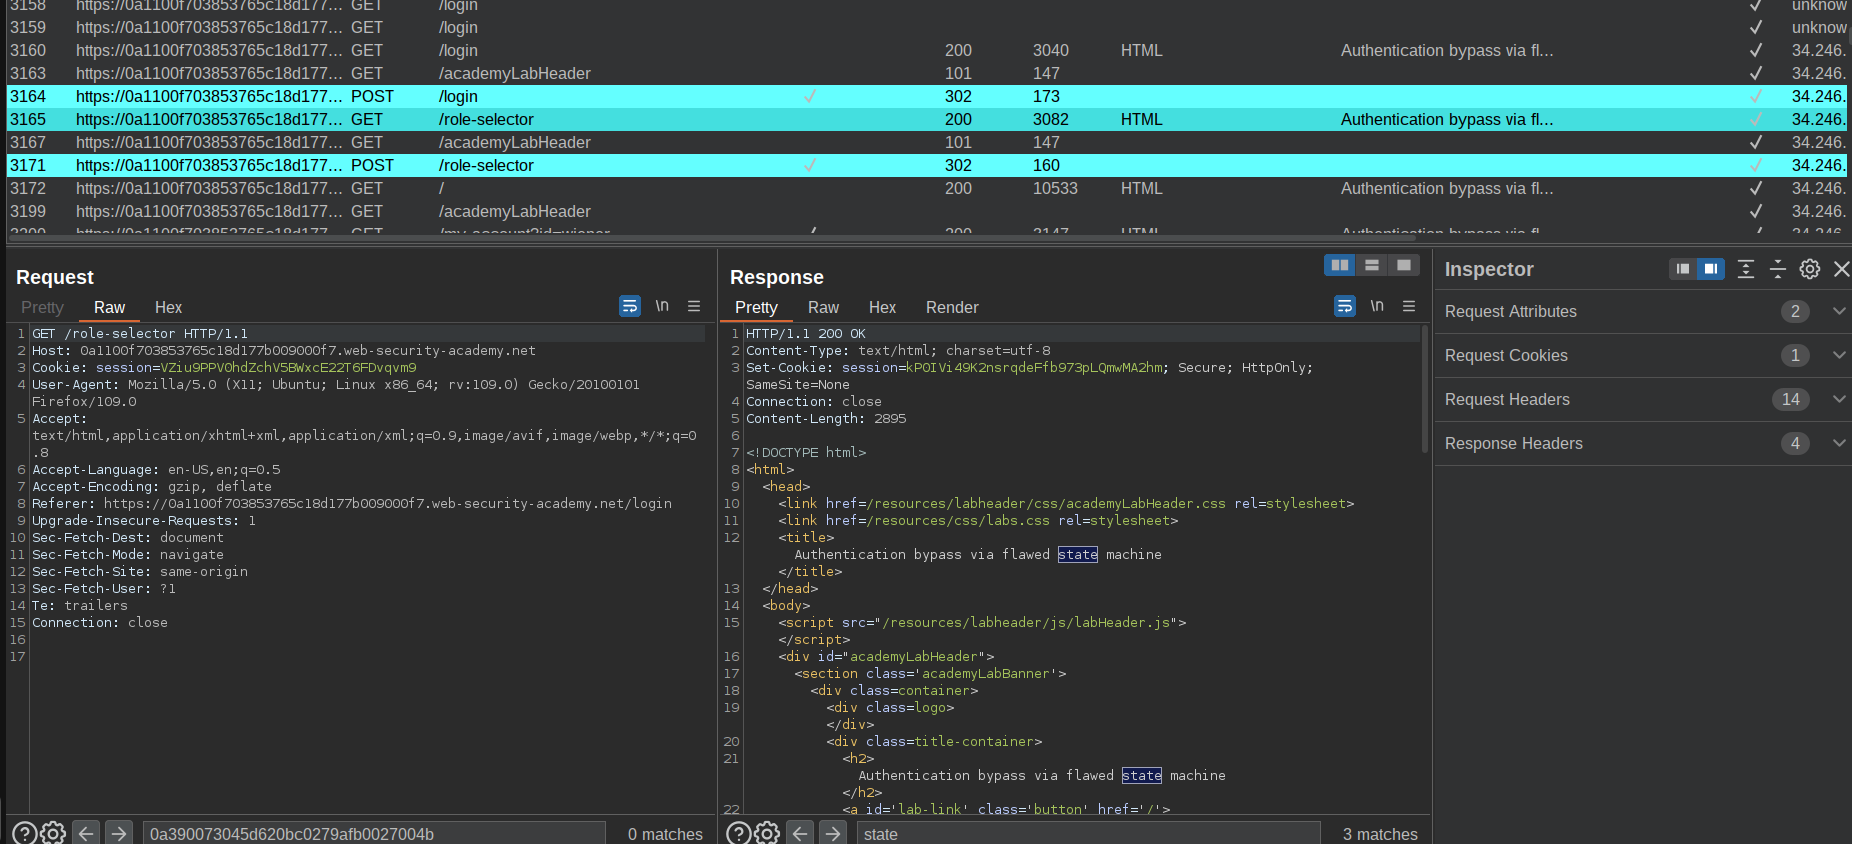 3158 https://0a1100f703853765c18d177... GET /login unknow
3159 https://0a1100f703853765c18d177... GET /login unknow
3160 https://0a1100f703853765c18d177... GET /login 200 3040 HTML Authentication bypass via fl... 34.246.
3163 https://0a1100f703853765c18d177... GET /academyLabHeader 101 147 34.246.
3164 https://0a1100f703853765c18d177... POST /login 302 173 34.246.
3165 https://0a1100f703853765c18d177... GET /role-selector 200 3082 HTML Authentication bypass via fl... 34.246.
3167 https://0a1100f703853765c18d177... GET /academyLabHeader 101 147 34.246.
3171 https://0a1100f703853765c18d177... POST /role-selector 302 160 34.246.
3172 https://0a1100f703853765c18d177... GET / 200 10533 HTML Authentication bypass via fl... 34.246.
3199 https://0a1100f703853765c18d177... GET /academyLabHeader 34.246.
3200 https://0a1100f703853765c18d177... GET /my-account?id=wiener 200 3147 HTML Authentication bypass via fl... 34.246.
Request
Pretty Raw Hex \n
1 GET /role-selector HTTP/1.1
2 Host: 0a1100f703853765c18d177b009000f7.web-security-academy.net
3 Cookie: session=VZiu9PPV0hdZchV5BWxcE22T6FDvqvm9
4 User-Agent: Mozilla/5.0 (X11; Ubuntu; Linux x86_64; rv:109.0) Gecko/20100101
Firefox/109.0
5 Accept:
text/html,application/xhtml+xml,application/xml;q=0.9,image/avif,image/webp,*/*;q=0
.8
6 Accept-Language: en-US,en;q=0.5
7 Accept-Encoding: gzip, deflate
8 Referer: https://0a1100f703853765c18d177b009000f7.web-security-academy.net/login
9 Upgrade-Insecure-Requests: 1
10 Sec-Fetch-Dest: document
11 Sec-Fetch-Mode: navigate
12 Sec-Fetch-Site: same-origin
13 Sec-Fetch-User: ?1
14 Te: trailers
15 Connection: close
16
17
0a390073045d620bc0279afb0027004b 0 matches
Response
Pretty Raw Hex Render \n
1 HTTP/1.1 200 OK
2 Content-Type: text/html; charset=utf-8
3 Set-Cookie: session=kPOIVi49K2nsrqdeFfb973pLQmwMA2hm; Secure; HttpOnly;
SameSite=None
4 Connection: close
5 Content-Length: 2895
6
7 <!DOCTYPE html>
8 <html>
9 <head>
10 <link href=/resources/labheader/css/academyLabHeader.css rel=stylesheet>
11 <link href=/resources/css/labs.css rel=stylesheet>
12 <title>
Authentication bypass via flawed state machine
</title>
13 </head>
14 <body>
15 <script src="/resources/labheader/js/labHeader.js">
</script>
16 <div id="academyLabHeader">
17 <section class='academyLabBanner'>
18 <div class=container>
19 <div class=logo>
</div>
20 <div class=title-container>
21 <h2>
Authentication bypass via flawed state machine
</h2>
22 <a id='lab-link' class='button' href='/'>
state 3 matches
Inspector
Request Attributes 2
Request Cookies 1
Request Headers 14
Response Headers 4